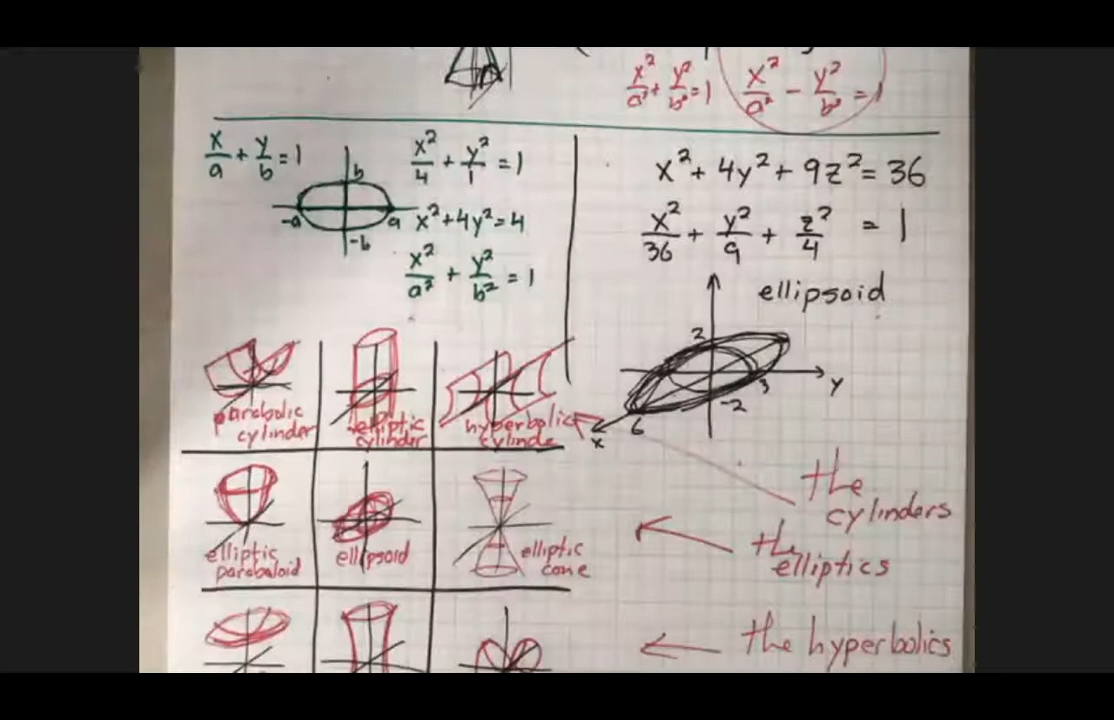 x²/a² + y²/b² = 1
x²/a² - y²/b² = 1
x/a + y/b = 1
b
-a
a
-b
x²/4 + y²/1 = 1
x² + 4y² = 4
x²/a² + y²/b² = 1
x² + 4y² + 9z² = 36
x²/36 + y²/9 + z²/4 = 1
ellipsoid
2
y
3
-2
6
x
parabolic
cylinder
elliptic
cylinder
hyperbolic
cylinde
the
cylinders
elliptic
parabaloid
ellipsoid
elliptic
cone
the
elliptics
the hyperbolics